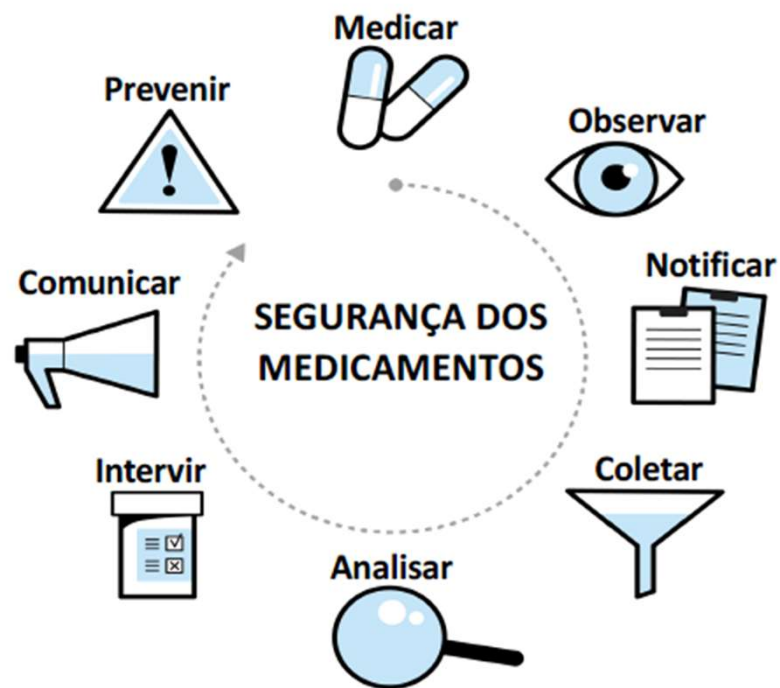 Medicar
Observar
Notificar
Coletar
Analisar
Intervir
Comunicar
Prevenir
SEGURANÇA DOS
MEDICAMENTOS